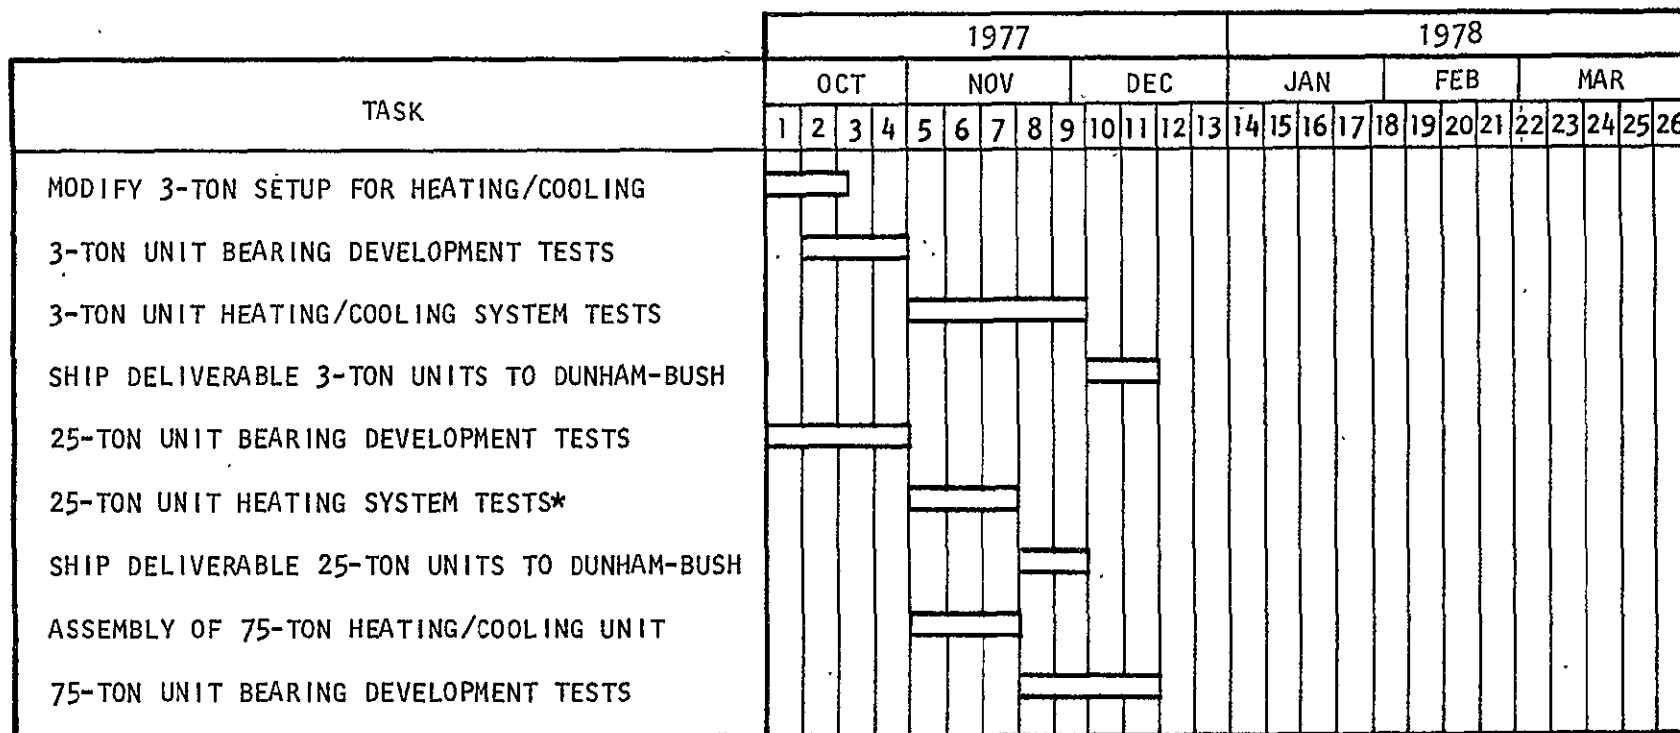 1977 1978
TASK OCT NOV DEC JAN FEB MAR
1 2 3 4 5 6 7 8 9 10 11 12 13 14 15 16 17 18 19 20 21 22 23 24 25 26
MODIFY 3-TON SETUP FOR HEATING/COOLING
3-TON UNIT BEARING DEVELOPMENT TESTS
3-TON UNIT HEATING/COOLING SYSTEM TESTS
SHIP DELIVERABLE 3-TON UNITS TO DUNHAM-BUSH
25-TON UNIT BEARING DEVELOPMENT TESTS
25-TON UNIT HEATING SYSTEM TESTS*
SHIP DELIVERABLE 25-TON UNITS TO DUNHAM-BUSH
ASSEMBLY OF 75-TON HEATING/COOLING UNIT
75-TON UNIT BEARING DEVELOPMENT TESTS